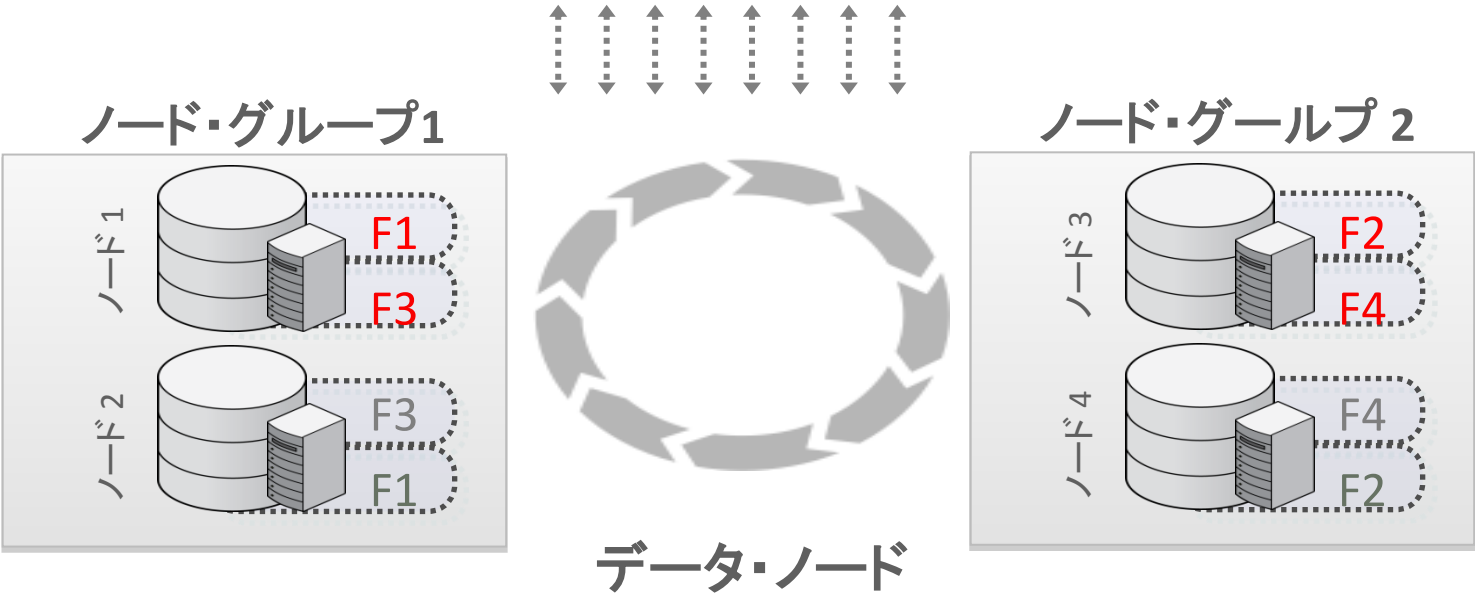 ノード・グループ1
ノード・グールプ 2
ノード 1
F1
F3
ノード 2
F3
F1
ノード 3
F2
F4
ノード 4
F4
F2
データ・ノード